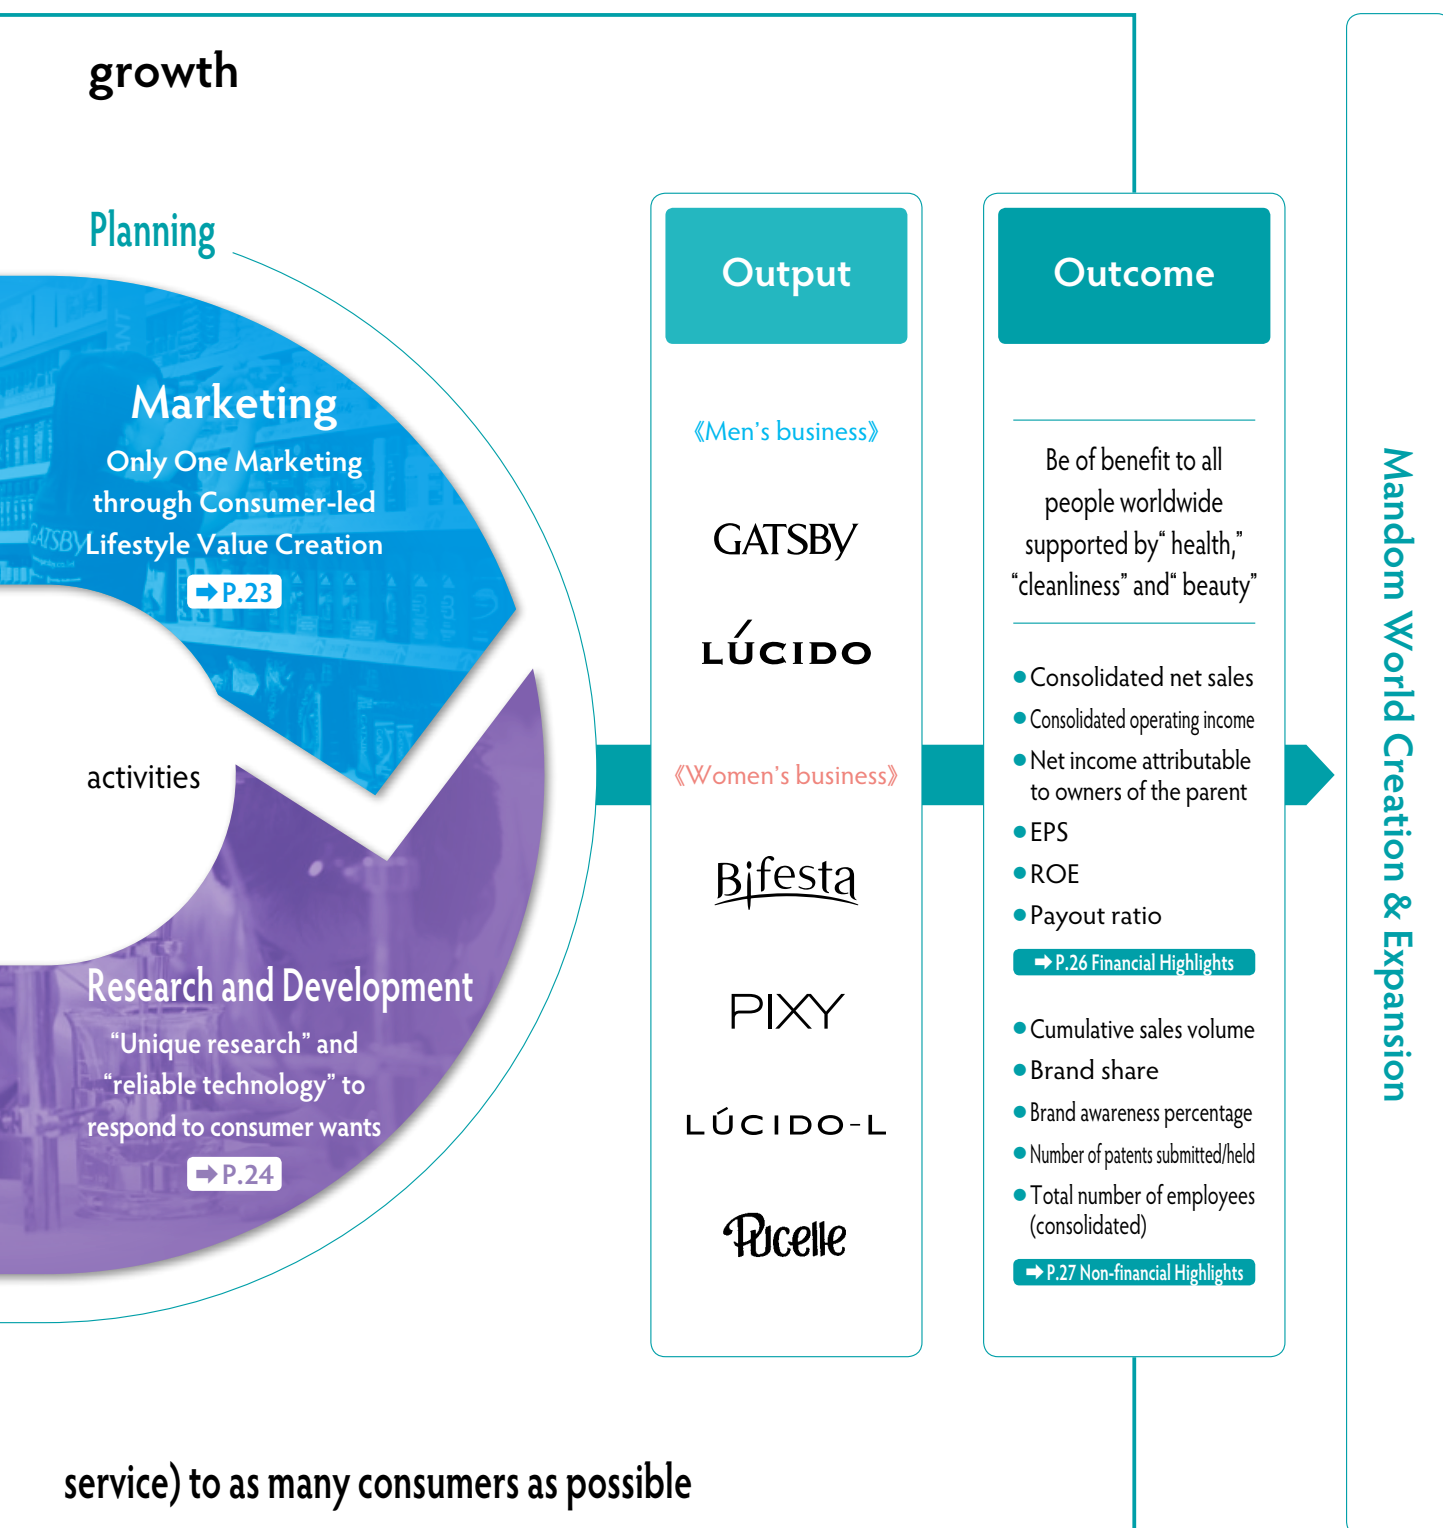 growth
Planning
Marketing
Only One Marketing
through Consumer-led
Lifestyle Value Creation
➡ P.23
GATSBY
activities
Research and Development
“Unique research” and
“reliable technology” to
respond to consumer wants
➡ P.24
Output
《Men’s business》
GATSBY
LÚCIDO
《Women’s business》
Bifesta
PIXY
LÚCIDO-L
Pucelle
Outcome
Be of benefit to all
people worldwide
supported by“ health,”
“cleanliness” and“ beauty”
● Consolidated net sales
● Consolidated operating income
● Net income attributable
to owners of the parent
● EPS
● ROE
● Payout ratio
➡ P.26 Financial Highlights
● Cumulative sales volume
● Brand share
● Brand awareness percentage
● Number of patents submitted/held
● Total number of employees
(consolidated)
➡ P.27 Non-financial Highlights
Mandom World Creation & Expansion
service) to as many consumers as possible